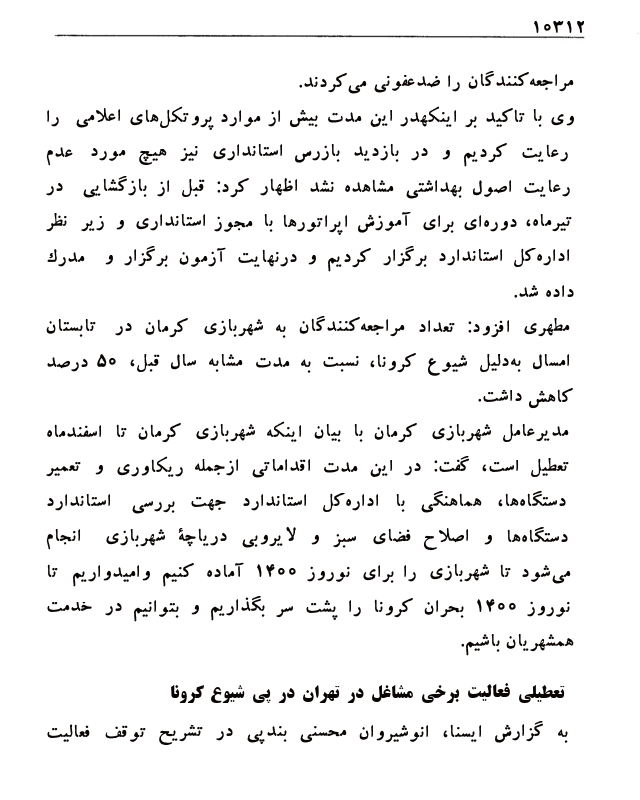 ۱۰۳۱۲
مراجعه‌کنندگان را ضدعفونی می‌کردند.
وی با تاکید بر اینکهدر این مدت بیش از موارد پروتکل‌های اعلامی را
رعایت کردیم و در بازدید بازرس استانداری نیز هیچ مورد عدم
رعایت اصول بهداشتی مشاهده نشد اظهار کرد: قبل از بازگشایی در
تیرماه، دوره‌ای برای آموزش اپراتورها با مجوز استانداری و زیر نظر
اداره‌کل استاندارد برگزار کردیم و درنهایت آزمون برگزار و مدرك
داده شد.
مطهری افزود: تعداد مراجعه‌کنندگان به شهربازی کرمان در تابستان
امسال به‌دلیل شیوع کرونا، نسبت به مدت مشابه سال قبل، ۵۰ درصد
کاهش داشت.
مدیرعامل شهربازی کرمان با بیان اینکه شهربازی کرمان تا اسفندماه
تعطیل است، گفت: در این مدت اقداماتی ازجمله ریکاوری و تعمیر
دستگاه‌ها، هماهنگی با اداره‌کل استاندارد جهت بررسی استاندارد
دستگاه‌ها و اصلاح فضای سبز و لایروبی دریاچهٔ شهربازی انجام
می‌شود تا شهربازی را برای نوروز ۱۴۰۰ آماده کنیم وامیدواریم تا
نوروز ۱۴۰۰ بحران کرونا را پشت سر بگذاریم و بتوانیم در خدمت
همشهریان باشیم.
تعطیلی فعالیت برخی مشاغل در تهران در پی شیوع کرونا
به گزارش ایسنا، انوشیروان محسنی بندپی در تشریح توقف فعالیت